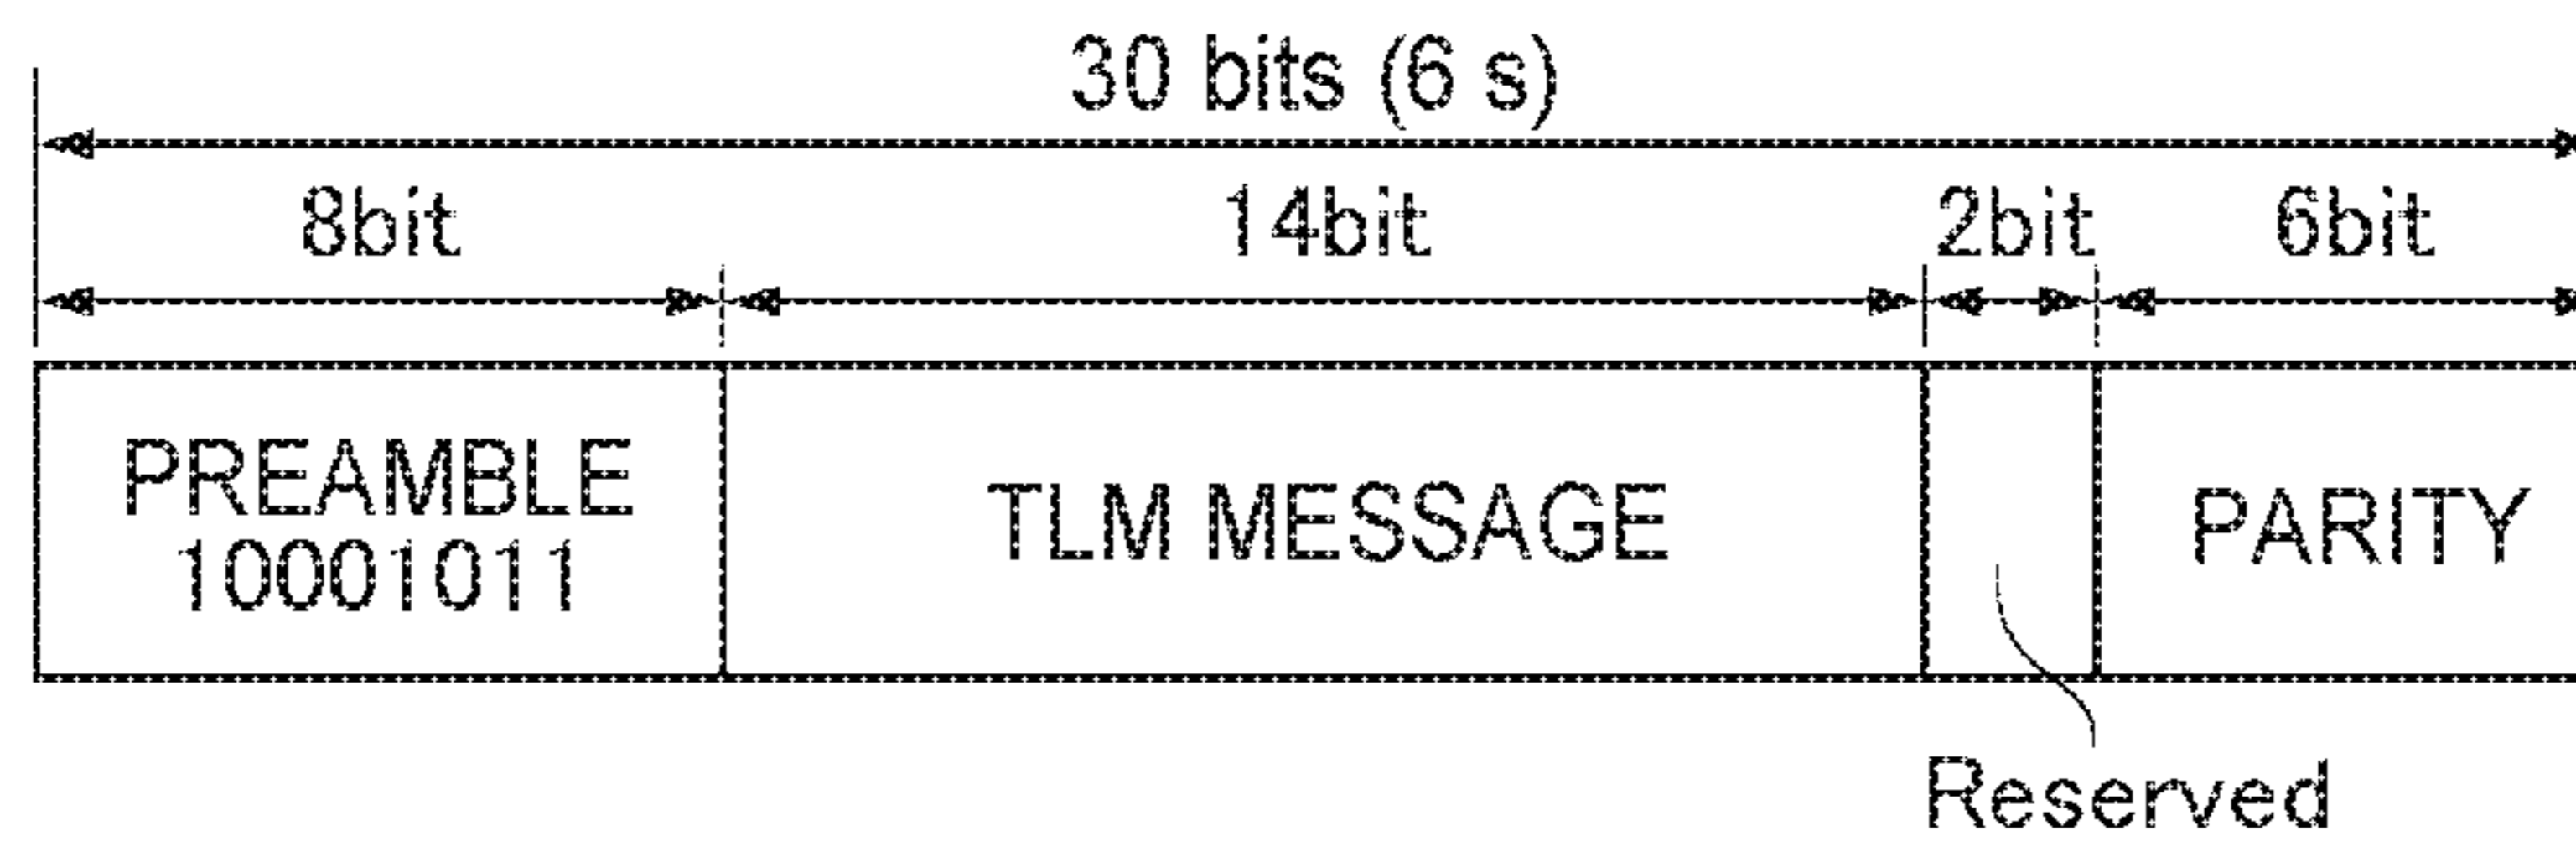 30 bits (6 s)
8bit 14bit 2bit 6bit
PREAMBLE
10001011
TLM MESSAGE
PARITY
Reserved